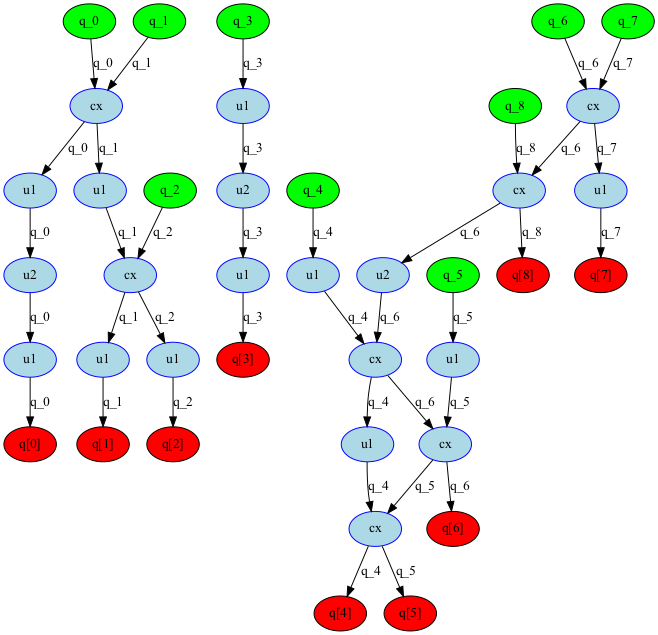 q_0 q_1 q_3 q_6 q_7
q_0 q_1 q_3 q_6 q_7
cx u1 q_8 cx
q_0 q_1 q_3 q_8 q_6 q_7
u1 u1 q_2 u2 q_4 cx u1
q_0 q_1 q_2 q_3 q_4 q_6 q_8 q_7
u2 cx u1 u1 u2 q_5 q[8] q[7]
q_0 q_1 q_2 q_3 q_4 q_6 q_5
u1 u1 u1 q[3] cx u1
q_0 q_1 q_2 q_4 q_6 q_5
q[0] q[1] q[2] u1 cx
q_4 q_5 q_6
cx q[6]
q_4 q_5
q[4] q[5]